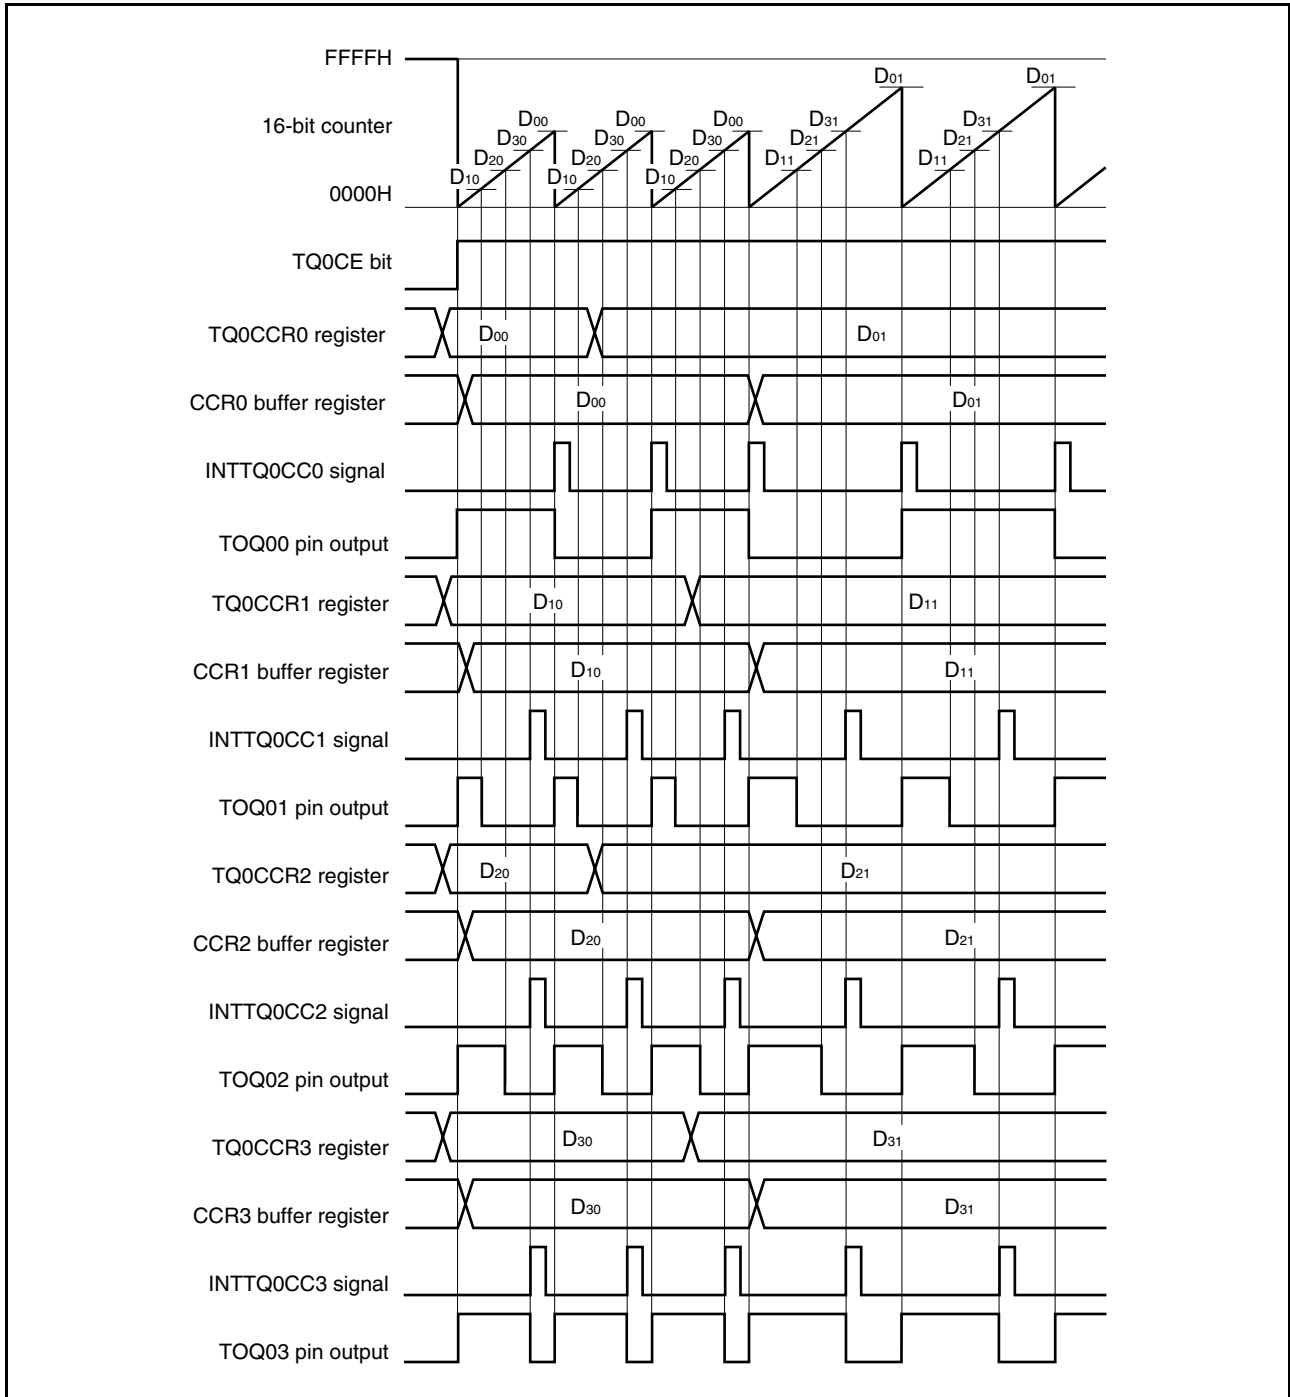 FFFFH
D01 D01
16-bit counter
D00 D00 D00 D31 D31
D30 D30 D30 D21 D21
D20 D20 D20 D11 D11
D10 D10 D10
0000H
TQ0CE bit
TQ0CCR0 register D00 D01
CCR0 buffer register D00 D01
INTTQ0CC0 signal
TOQ00 pin output
TQ0CCR1 register D10 D11
CCR1 buffer register D10 D11
INTTQ0CC1 signal
TOQ01 pin output
TQ0CCR2 register D20 D21
CCR2 buffer register D20 D21
INTTQ0CC2 signal
TOQ02 pin output
TQ0CCR3 register D30 D31
CCR3 buffer register D30 D31
INTTQ0CC3 signal
TOQ03 pin output